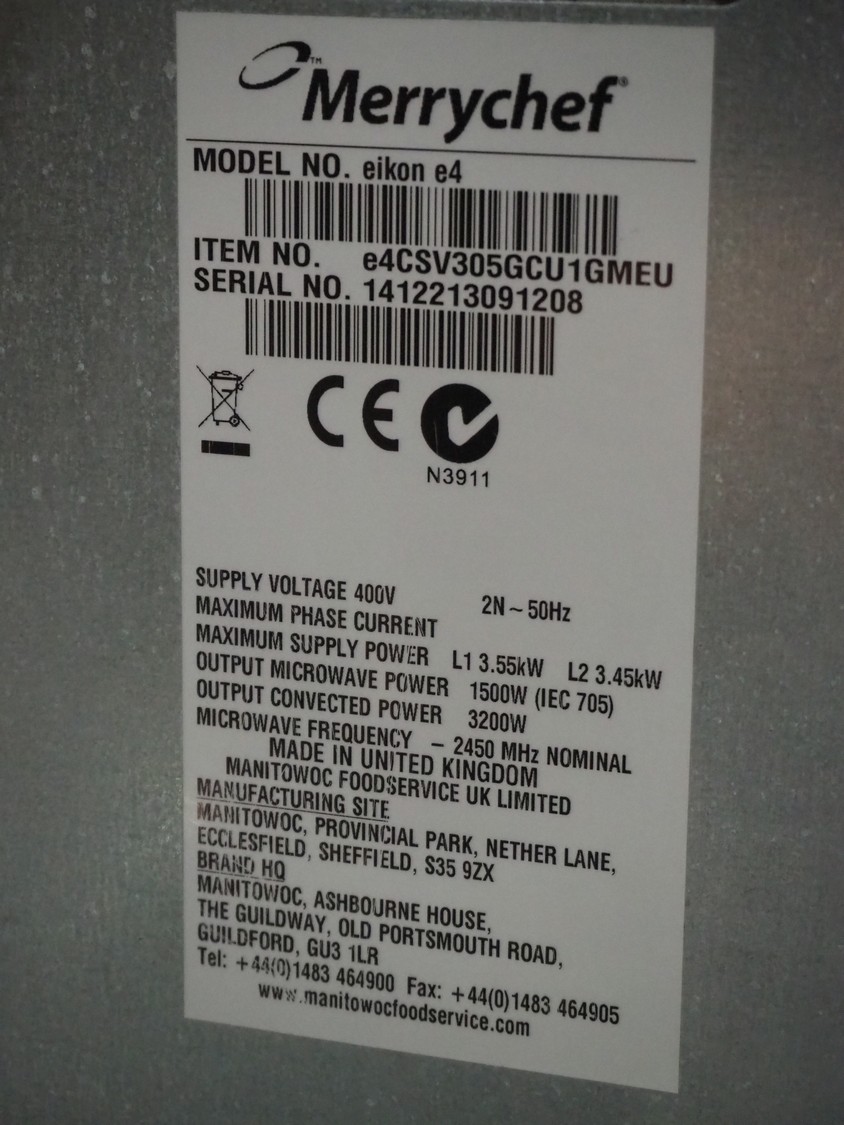 Merrychef®
MODEL NO. eikon e4
ITEM NO. e4CSV305GCU1GMEU
SERIAL NO. 1412213091208
CE
N3911
SUPPLY VOLTAGE 400V 2N ~ 50Hz
MAXIMUM PHASE CURRENT
MAXIMUM SUPPLY POWER L1 3.55kW L2 3.45kW
OUTPUT MICROWAVE POWER 1500W (IEC 705)
OUTPUT CONVECTED POWER 3200W
MICROWAVE FREQUENCY – 2450 MHz NOMINAL
MADE IN UNITED KINGDOM
MANITOWOC FOODSERVICE UK LIMITED
MANUFACTURING SITE
MANITOWOC, PROVINCIAL PARK, NETHER LANE,
ECCLESFIELD, SHEFFIELD, S35 9ZX
BRAND HQ
MANITOWOC, ASHBOURNE HOUSE,
THE GUILDWAY, OLD PORTSMOUTH ROAD,
GUILDFORD, GU3 1LR
Tel: +44(0)1483 464900 Fax: +44(0)1483 464905
www.manitowocfoodservice.com